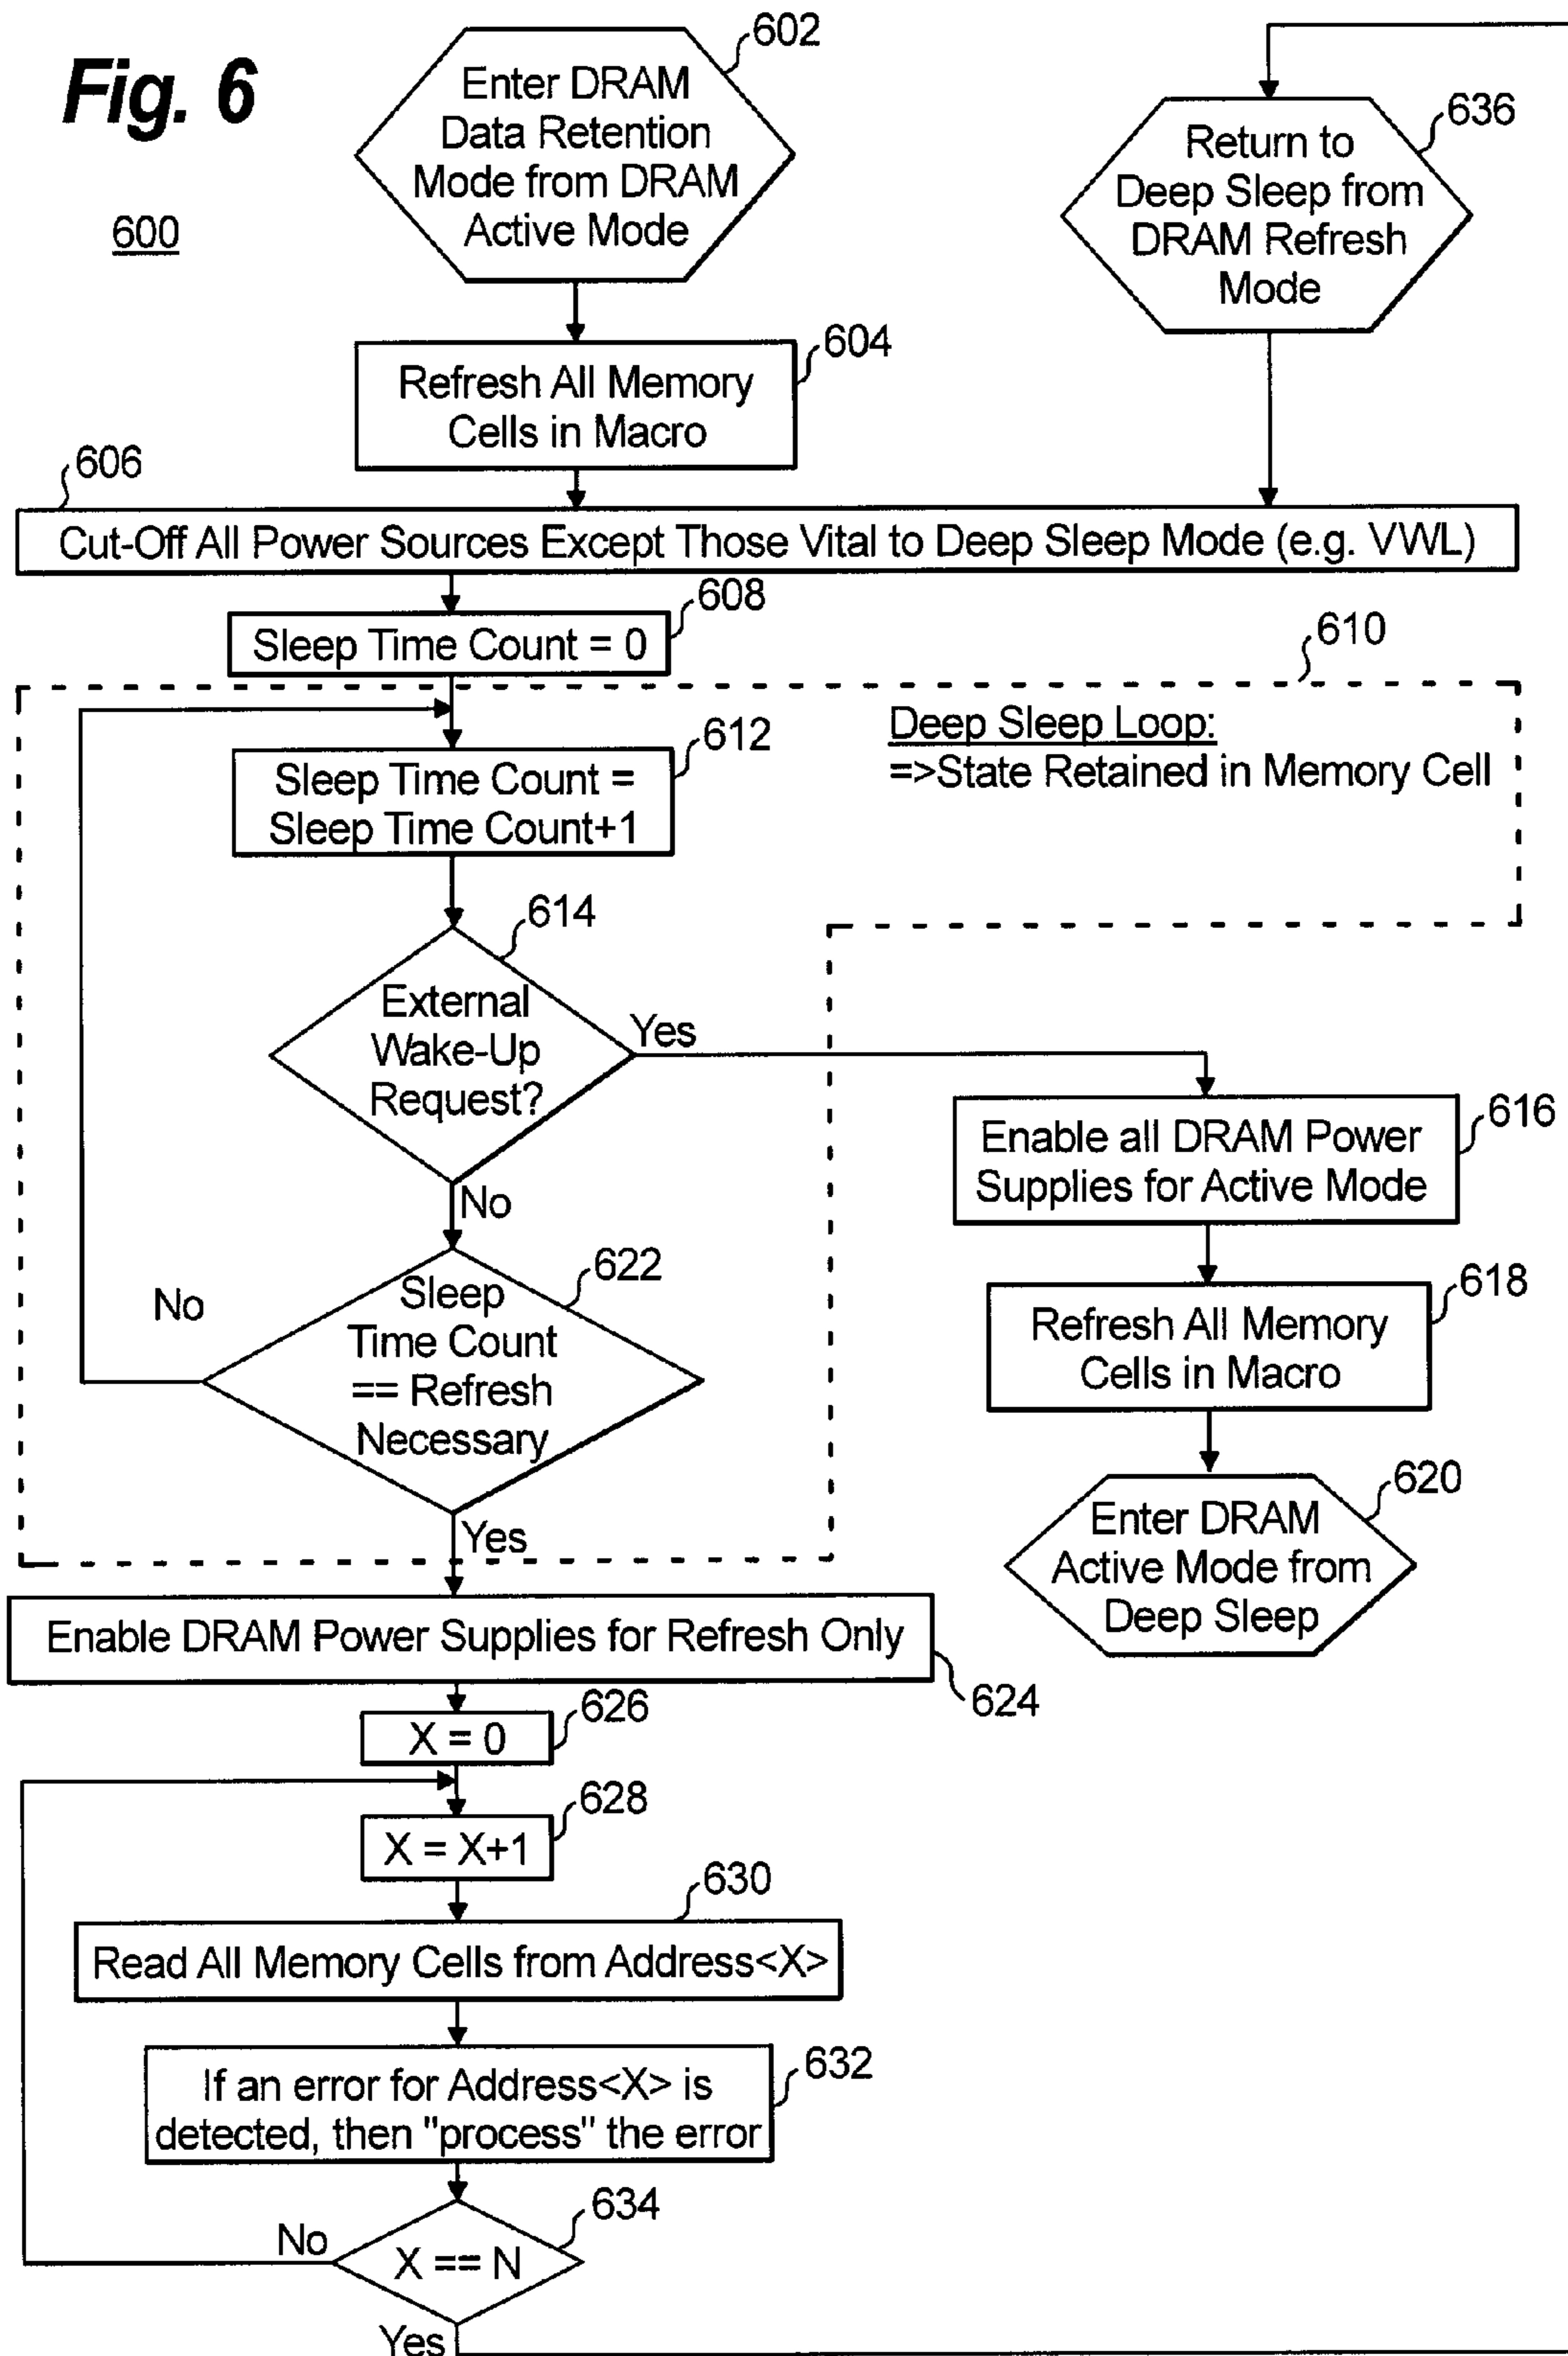 Fig. 6
600
602
Enter DRAM
Data Retention
Mode from DRAM
Active Mode
636
Return to
Deep Sleep from
DRAM Refresh
Mode
604
Refresh All Memory
Cells in Macro
606
Cut-Off All Power Sources Except Those Vital to Deep Sleep Mode (e.g. VWL)
608
Sleep Time Count = 0
610
Deep Sleep Loop:
=>State Retained in Memory Cell
612
Sleep Time Count =
Sleep Time Count+1
614
External
Wake-Up
Request?
Yes
No
616
Enable all DRAM Power
Supplies for Active Mode
618
Refresh All Memory
Cells in Macro
620
Enter DRAM
Active Mode from
Deep Sleep
622
Sleep
Time Count
== Refresh
Necessary
No
Yes
Enable DRAM Power Supplies for Refresh Only
624
626
X = 0
628
X = X+1
630
Read All Memory Cells from Address<X>
632
If an error for Address<X> is
detected, then "process" the error
634
X == N
No
Yes